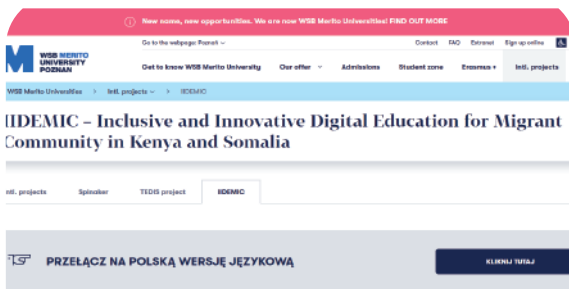 New name, new opportunities. We are now WSB Merito Universities! FIND OUT MORE
Go to the webpage: Poznań
Contact FAQ Extranet Sign up online
WSB MERITO
UNIVERSITY
POZNAN
Get to know WSB Merito University Our offer Admissions Student zone Erasmus + Intl. projects
WSB Merito Universities > Intl. projects > IIDEMIC
IIDEMIC – Inclusive and Innovative Digital Education for Migrant
Community in Kenya and Somalia
Intl. projects Spinaker TEDIS project IIDEMIC
PRZEŁĄCZ NA POLSKĄ WERSJĘ JĘZYKOWĄ KLIKNIJ TUTAJ